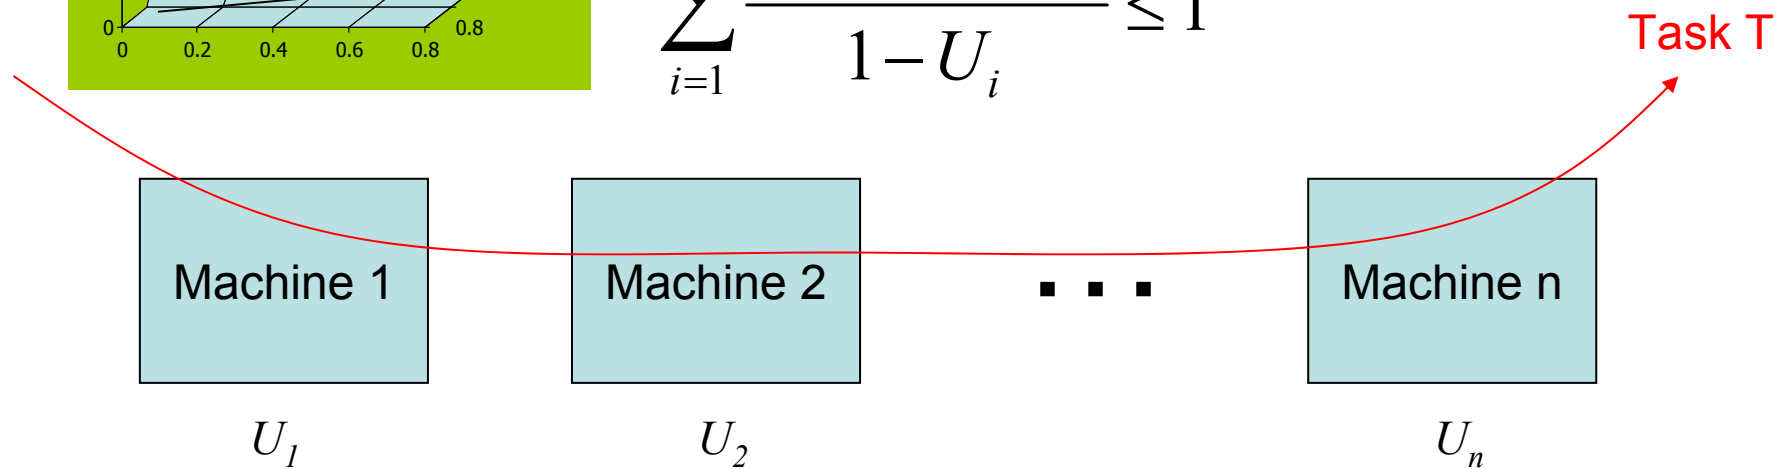 0
0 0.2 0.4 0.6 0.8
0.8
∑ i=1 1 − U_i ≤ 1
Task T
Machine 1 Machine 2 ... Machine n
U_1 U_2 U_n